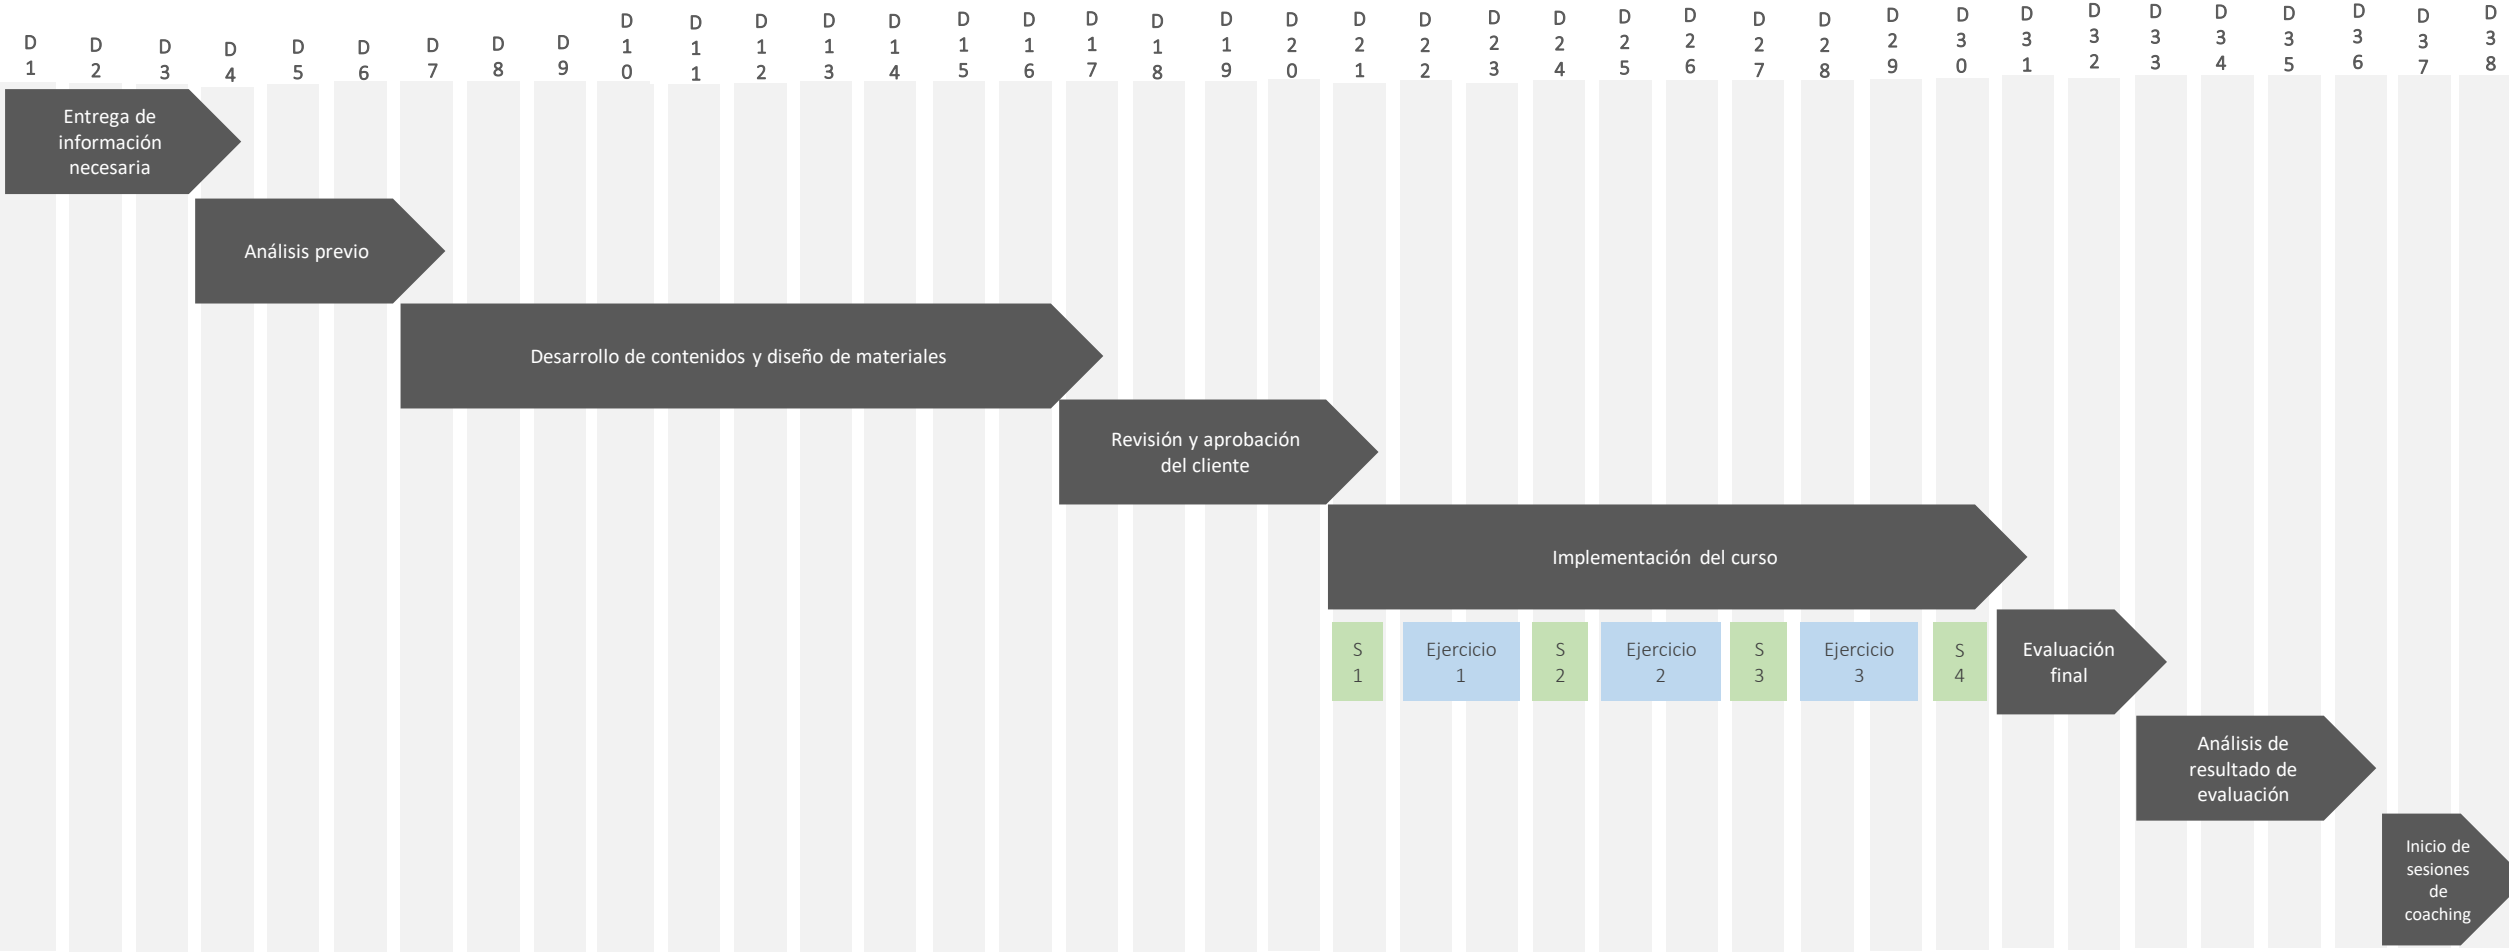 D
1
D
2
D
3
D
4
D
5
D
6
D
7
D
8
D
9
D
1
0
D
1
1
D
1
2
D
1
3
D
1
4
D
1
5
D
1
6
D
1
7
D
1
8
D
1
9
D
2
0
D
2
1
D
2
2
D
2
3
D
2
4
D
2
5
D
2
6
D
2
7
D
2
8
D
2
9
D
3
0
D
3
1
D
3
2
D
3
3
D
3
4
D
3
5
D
3
6
D
3
7
D
3
8
Entrega de
información
necesaria
Análisis previo
Desarrollo de contenidos y diseño de materiales
Revisión y aprobación
del cliente
Implementación del curso
S
1
Ejercicio
1
S
2
Ejercicio
2
S
3
Ejercicio
3
S
4
Evaluación
final
Análisis de
resultado de
evaluación
Inicio de
sesiones
de
coaching